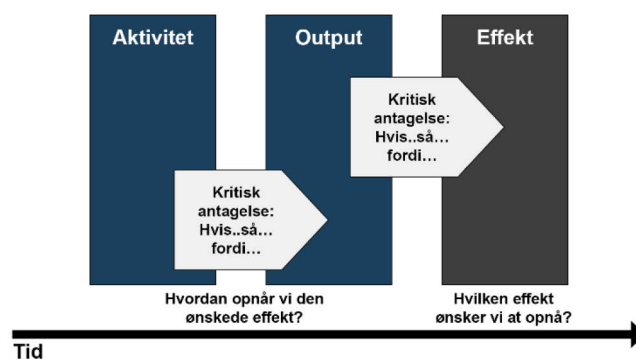 Aktivitet
Output
Effekt
Kritisk
antagelse:
Hvis..så…
fordi…
Kritisk
antagelse:
Hvis..så…
fordi…
Hvordan opnår vi den
ønskede effekt?
Hvilken effekt
ønsker vi at opnå?
Tid